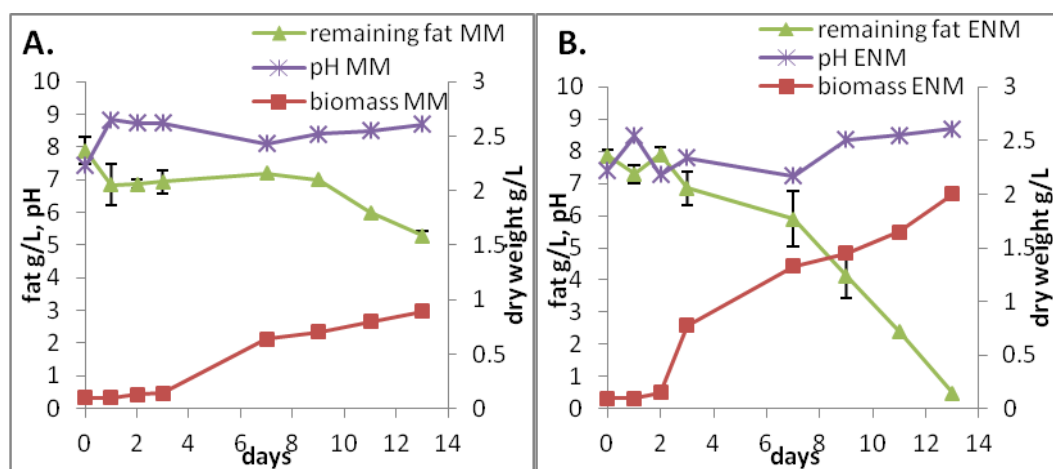 A.
remaining fat MM
pH MM
biomass MM
fat g/L, pH
10
9
8
7
6
5
4
3
2
1
0
3
2.5
2
1.5
1
0.5
0
dry weight g/L
0 2 4 6 8 10 12 14
days
B.
remaining fat ENM
pH ENM
biomass ENM
fat g/L, pH
10
9
8
7
6
5
4
3
2
1
0
3
2.5
2
1.5
1
0.5
0
dry weight g/L
0 2 4 6 8 10 12 14
days